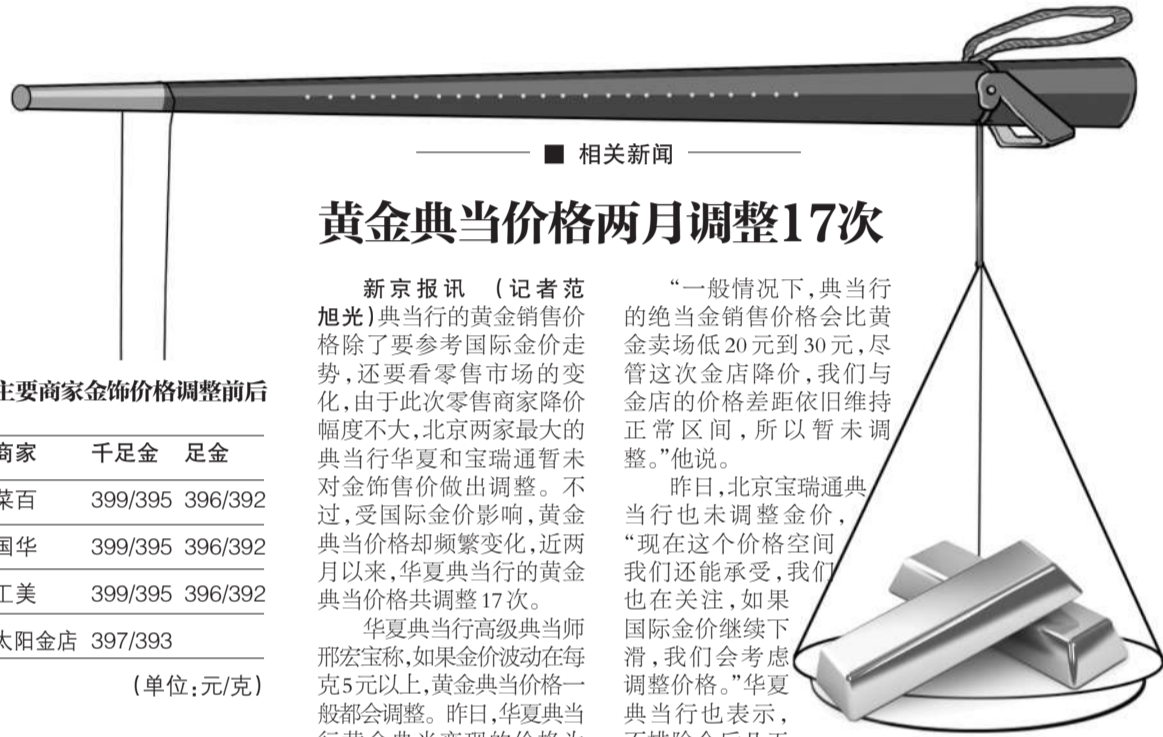 ■ 相关新闻
黄金典当价格两月调整17次
新京报讯 （记者范
旭光）典当行的黄金销售价
格除了要参考国际金价走
势，还要看零售市场的变
化，由于此次零售商家降价
幅度不大，北京两家最大的
典当行华夏和宝瑞通暂未
对金饰售价做出调整。不
过，受国际金价影响，黄金
典当价格却频繁变化，近两
月以来，华夏典当行的黄金
典当价格共调整17次。
华夏典当行高级典当师
邢宏宝称，如果金价波动在每
克5元以上，黄金典当价格一
般都会调整。昨日，华夏典当
行黄金典当变现的价格为
“一般情况下，典当行
的绝当金销售价格会比黄
金卖场低20元到30元，尽
管这次金店降价，我们与
金店的价格差距依旧维持
正常区间，所以暂未调
整。”他说。
昨日，北京宝瑞通典
当行也未调整金价，
“现在这个价格空间
我们还能承受，我们
也在关注，如果
国际金价继续下
滑，我们会考虑
调整价格。”华夏
典当行也表示，
不排除今后几天
主要商家金饰价格调整前后
商家 千足金 足金
菜百 399/395 396/392
国华 399/395 396/392
工美 399/395 396/392
太阳金店 397/393
（单位：元/克）